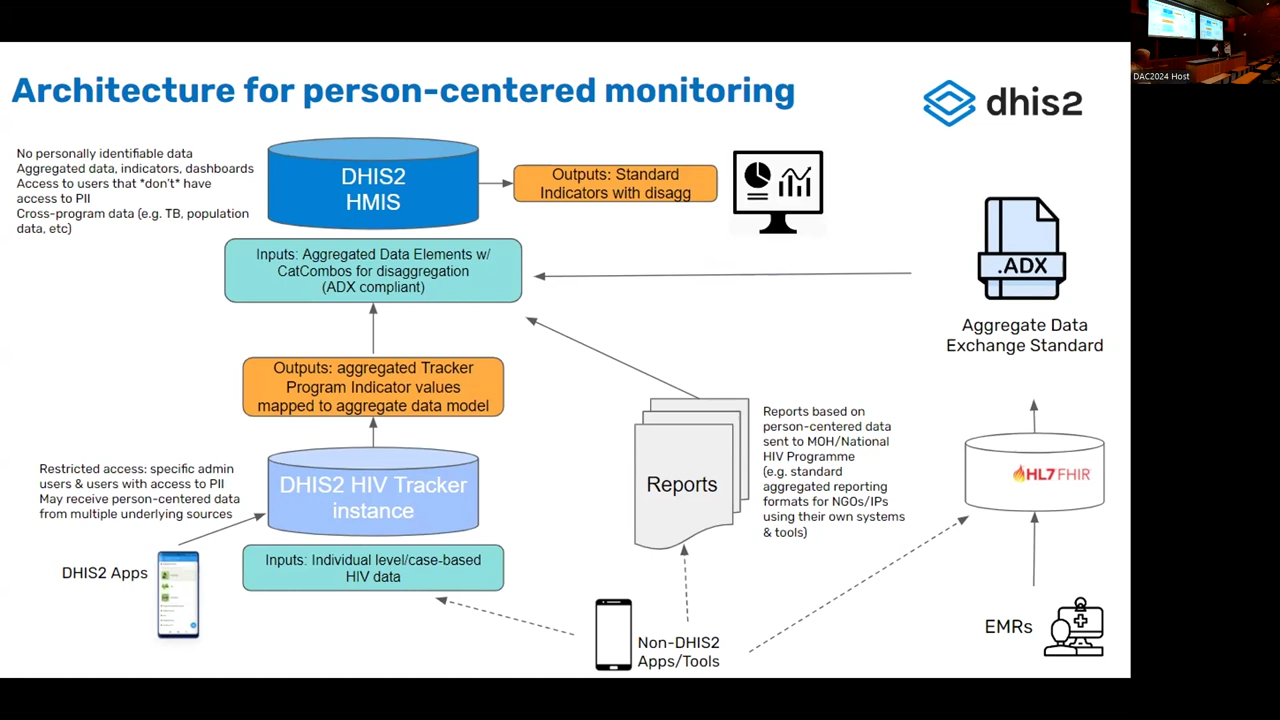 Architecture for person-centered monitoring
dhis2
DAC2024 Host
No personally identifiable data
Aggregated data, indicators, dashboards
Access to users that *don't* have
access to PII
Cross-program data (e.g. TB, population
data, etc)
DHIS2
HMIS
Outputs: Standard
Indicators with disagg
Inputs: Aggregated Data Elements w/
CatCombos for disaggregation
(ADX compliant)
.ADX
Aggregate Data
Exchange Standard
Outputs: aggregated Tracker
Program Indicator values
mapped to aggregate data model
Restricted access: specific admin
users & users with access to PII
May receive person-centered data
from multiple underlying sources
DHIS2 HIV Tracker
instance
Reports
Reports based on
person-centered data
sent to MOH/National
HIV Programme
(e.g. standard
aggregated reporting
formats for NGOs/IPs
using their own systems
& tools)
HL7 FHIR
DHIS2 Apps
Inputs: Individual level/case-based
HIV data
Non-DHIS2
Apps/Tools
EMRs